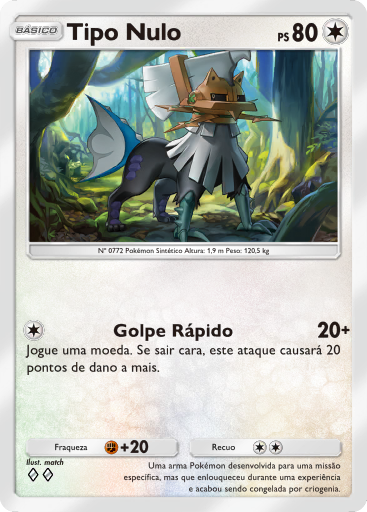 BÁSICO Tipo Nulo PS 80
Nº 0772 Pokémon Sintético Altura: 1,9 m Peso: 120,5 kg
Golpe Rápido 20+
Jogue uma moeda. Se sair cara, este ataque causará 20
pontos de dano a mais.
Fraqueza +20 Recuo
Ilust. match
Uma arma Pokémon desenvolvida para uma missão
específica, mas que enlouqueceu durante uma experiência
e acabou sendo congelada por criogenia.